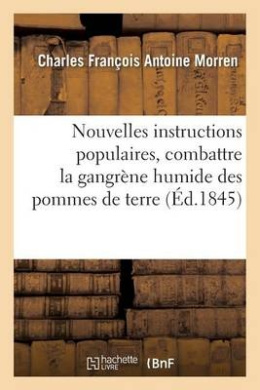 Charles François Antoine Morren
Nouvelles instructions populaires, combattre
la gangrène humide des pommes de terre (Éd.1845)
hachette
LIVRE
{BnF